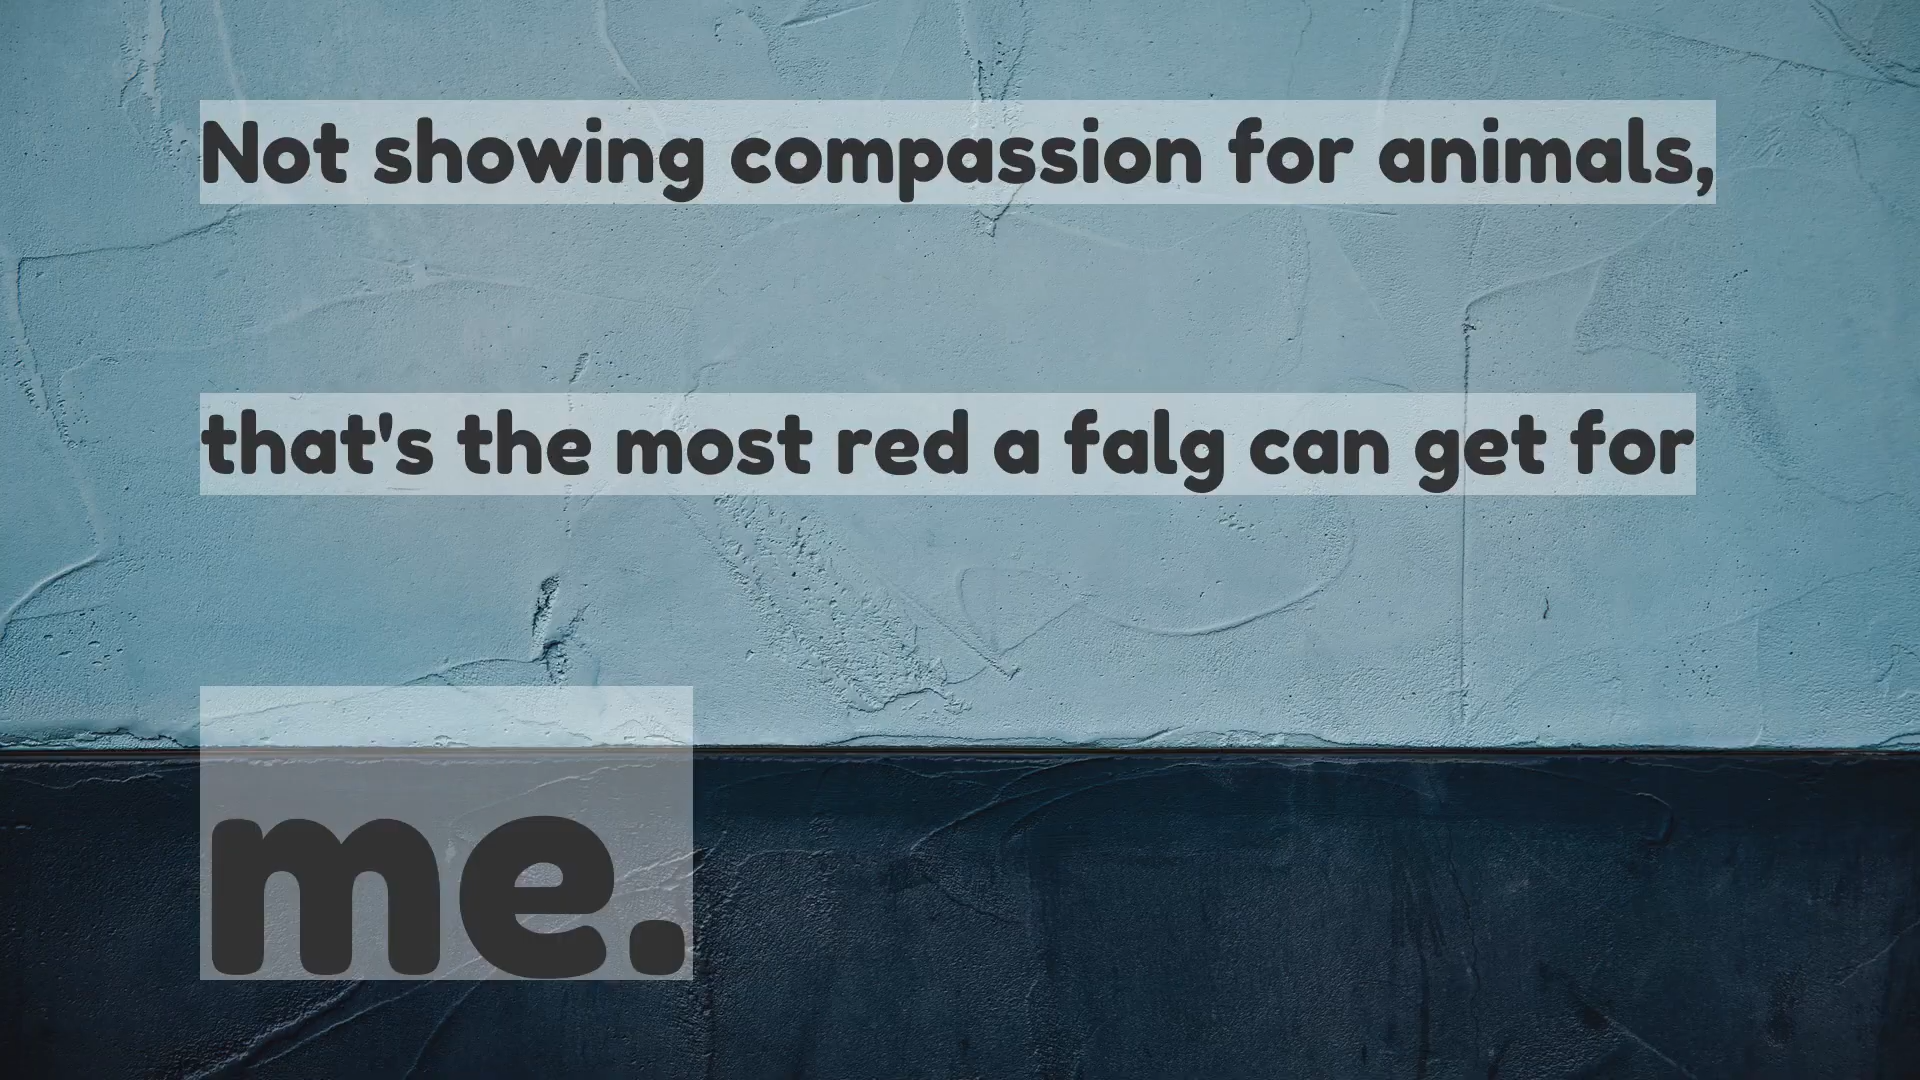 Not showing compassion for animals,
that's the most red a falg can get for
me.